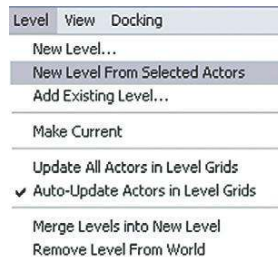 Level View Docking
New Level...
New Level From Selected Actors
Add Existing Level...
Make Current
Update All Actors in Level Grids
Auto-Update Actors in Level Grids
Merge Levels into New Level
Remove Level From World